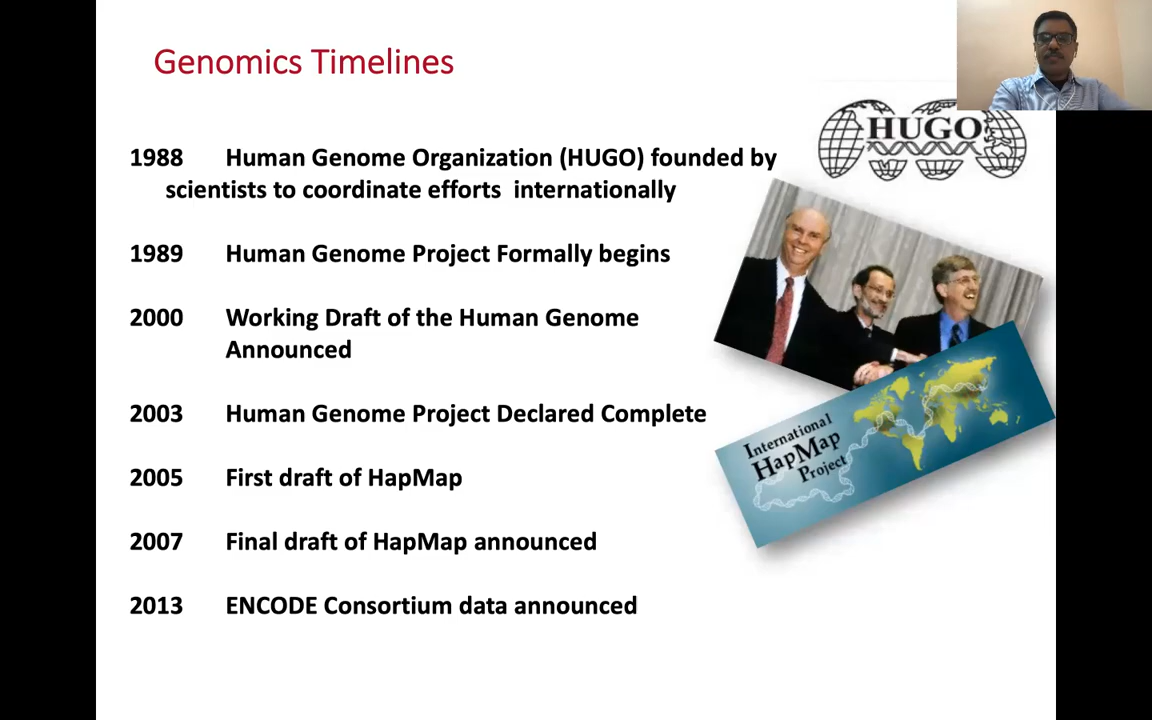 Genomics Timelines
HUGO
1988 Human Genome Organization (HUGO) founded by
scientists to coordinate efforts internationally
1989 Human Genome Project Formally begins
2000 Working Draft of the Human Genome
Announced
2003 Human Genome Project Declared Complete
International
HapMap
Project
2005 First draft of HapMap
2007 Final draft of HapMap announced
2013 ENCODE Consortium data announced